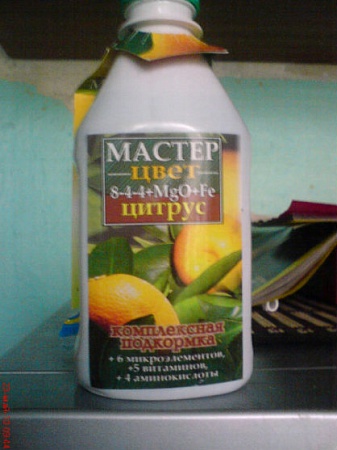 МАСТЕР
цвет
8-4-4+MgO+Fe
цитрус
комплексная
подкормка
+ 6 микроэлементов,
+5 витаминов,
+ 4 аминокислоты